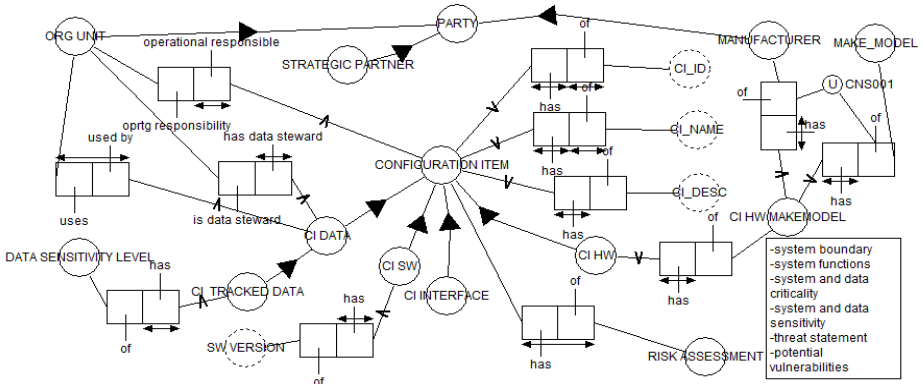 PARTY
of
ORG UNIT
operational responsible
MANUFACTURER
MAKE_MODEL
STRATEGIC PARTNER
CI_ID
U
CNS001
of
has
of
oprtg responsibility
used by
has data steward
has
of
CI_NAME
CONFIGURATION ITEM
has
of
CI_DESC
has
uses
is data steward
has
CI HW MAKEMODEL
CI DATA
of
DATA SENSITIVITY LEVEL
has
CI SW
CI HW
-system boundary
-system functions
-system and data
criticality
-system and data
sensitivity
-threat statement
-potential
vulnerabilities
CI_TRACKED DATA
CI INTERFACE
of
has
has
of
SW VERSION
has
RISK ASSESSMENT
of